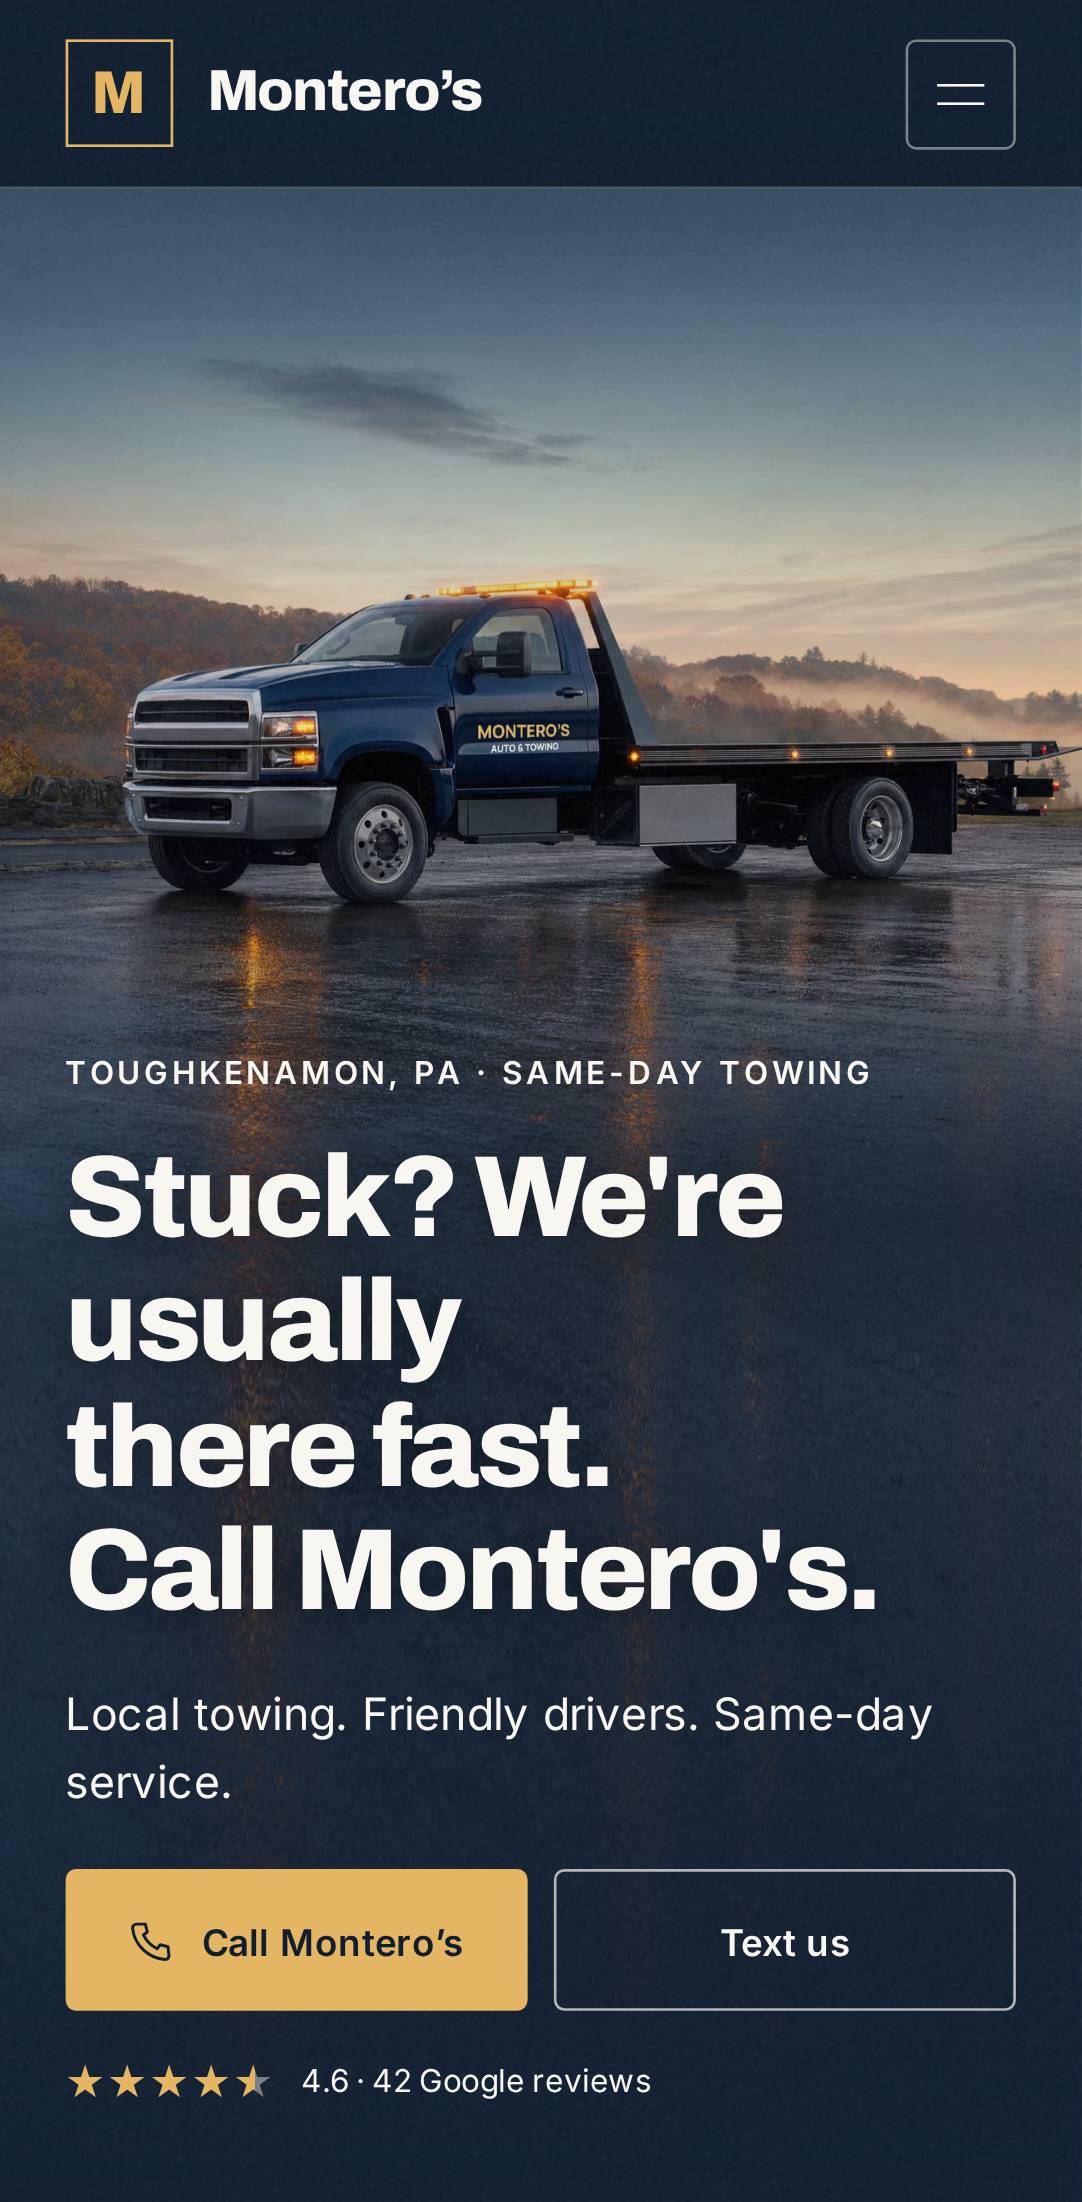 M
Montero’s
MONTERO'S
AUTO & TOWING
TOUGHKENAMON, PA · SAME-DAY TOWING
Stuck? We're
usually
there fast.
Call Montero's.
Local towing. Friendly drivers. Same-day
service.
Call Montero’s
Text us
4.6 · 42 Google reviews